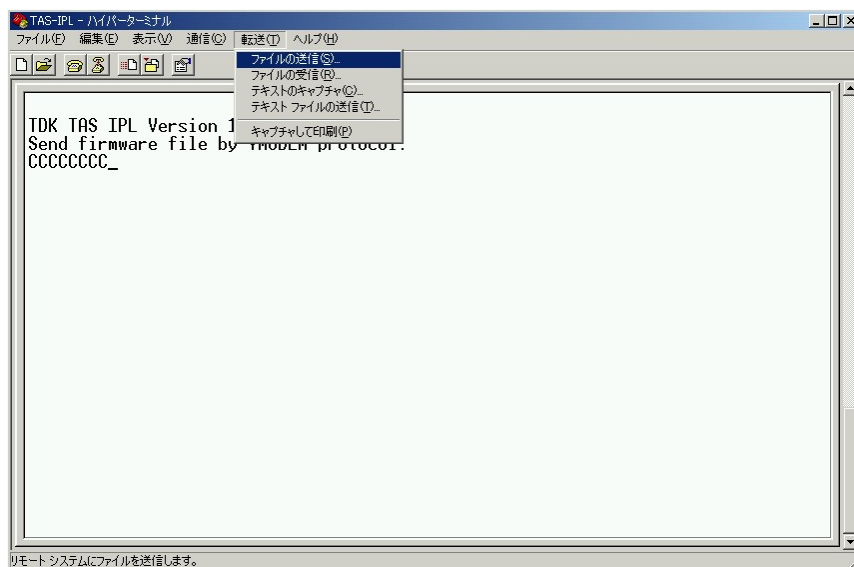 TAS-IPL - ハイパーターミナル
ファイル(F) 編集(E) 表示(V) 通信(C) 転送(T) ヘルプ(H)
ファイルの送信(S)...
ファイルの受信(R)...
テキストのキャプチャ(C)...
テキスト ファイルの送信(T)...
キャプチャして印刷(P)
TDK TAS IPL Version 1
Send firmware file by YMODEM protocol.
CCCCCCCC_
リモート システムにファイルを送信します。